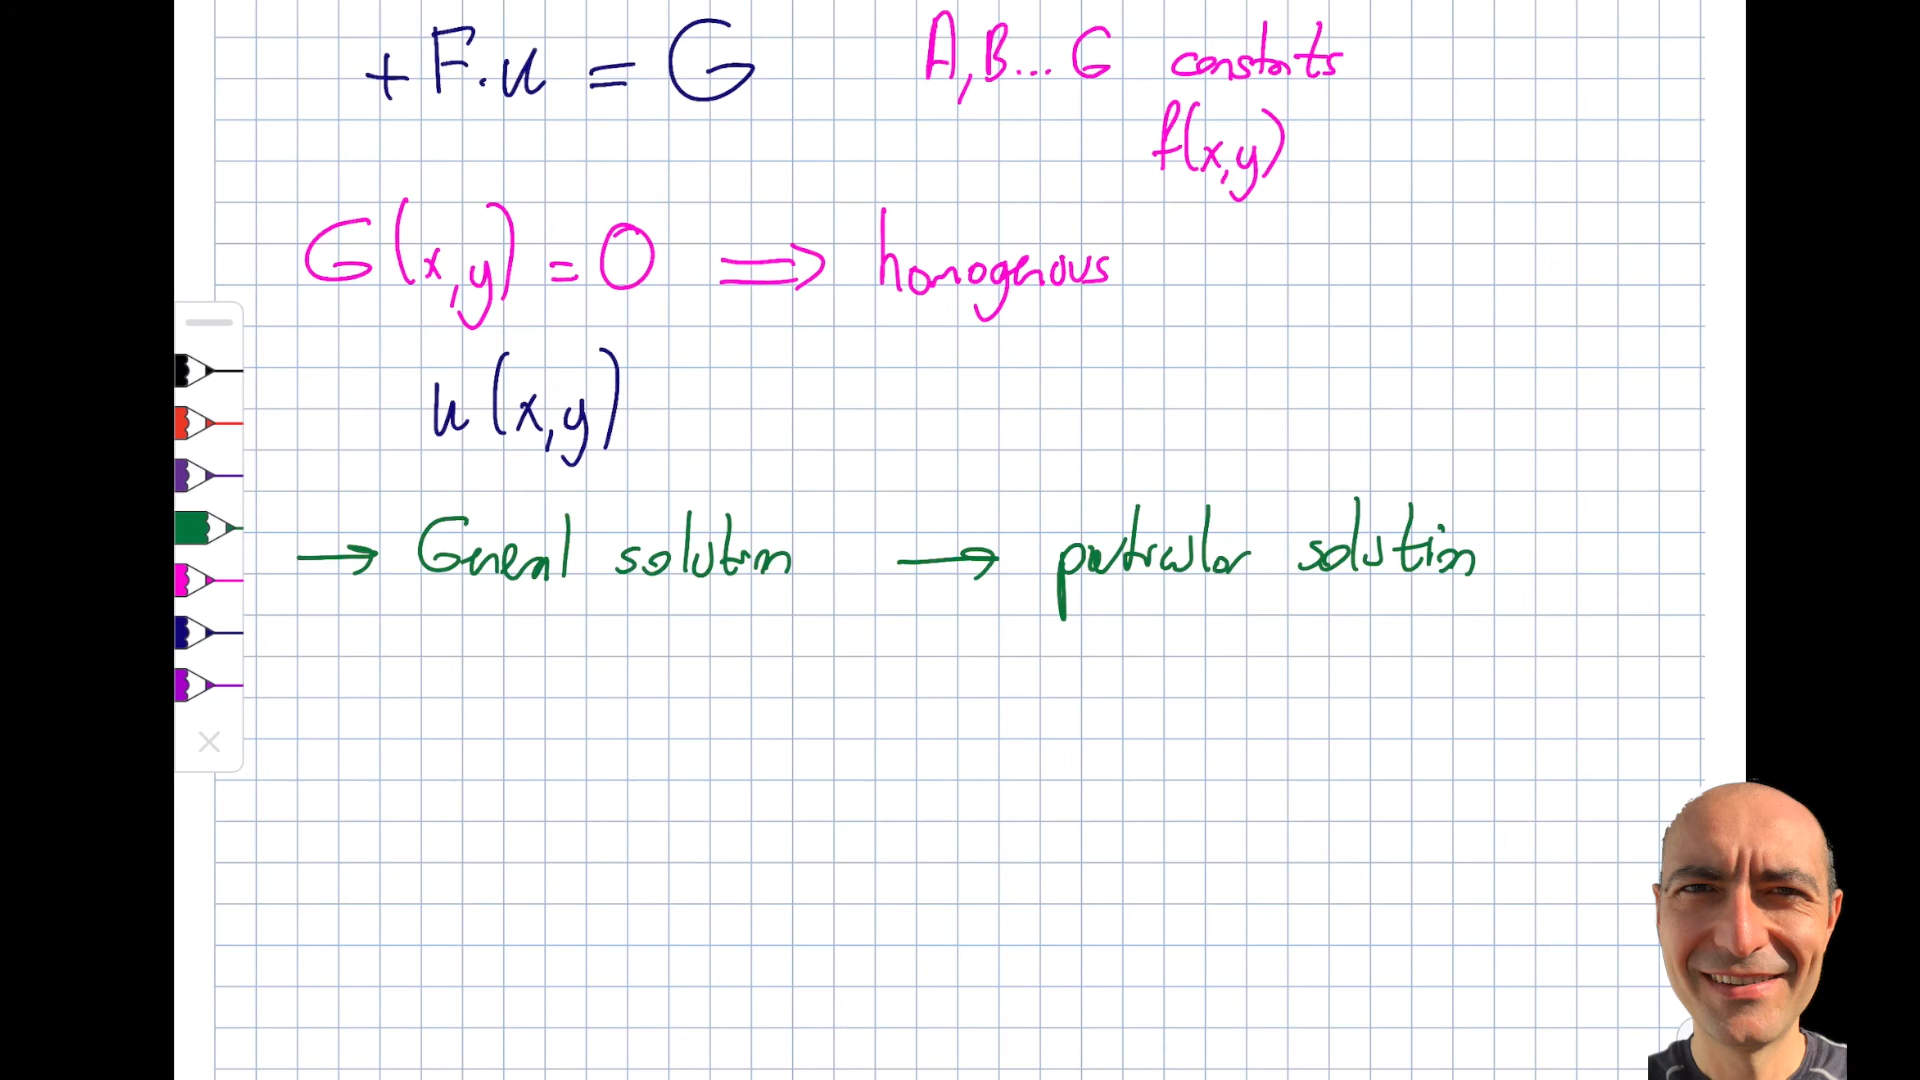 + F.u = G A, B... G constants
f(x,y)
G(x,y) = 0 ⟹ homogenous
u(x,y)
→ General solution → particular solution